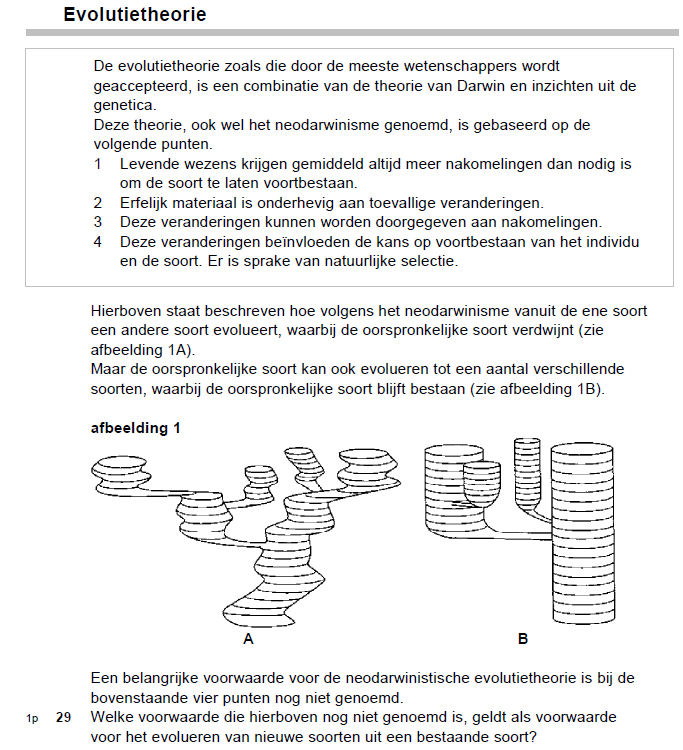 Evolutietheorie
De evolutietheorie zoals die door de meeste wetenschappers wordt
geaccepteerd, is een combinatie van de theorie van Darwin en inzichten uit de
genetica.
Deze theorie, ook wel het neodarwinisme genoemd, is gebaseerd op de
volgende punten.
1 Levende wezens krijgen gemiddeld altijd meer nakomelingen dan nodig is
om de soort te laten voortbestaan.
2 Erfelijk materiaal is onderhevig aan toevallige veranderingen.
3 Deze veranderingen kunnen worden doorgegeven aan nakomelingen.
4 Deze veranderingen beïnvloeden de kans op voortbestaan van het individu
en de soort. Er is sprake van natuurlijke selectie.
Hierboven staat beschreven hoe volgens het neodarwinisme vanuit de ene soort
een andere soort evolueert, waarbij de oorspronkelijke soort verdwijnt (zie
afbeelding 1A).
Maar de oorspronkelijke soort kan ook evolueren tot een aantal verschillende
soorten, waarbij de oorspronkelijke soort blijft bestaan (zie afbeelding 1B).
afbeelding 1
A B
Een belangrijke voorwaarde voor de neodarwinistische evolutietheorie is bij de
bovenstaande vier punten nog niet genoemd.
1p 29 Welke voorwaarde die hierboven nog niet genoemd is, geldt als voorwaarde
voor het evolueren van nieuwe soorten uit een bestaande soort?